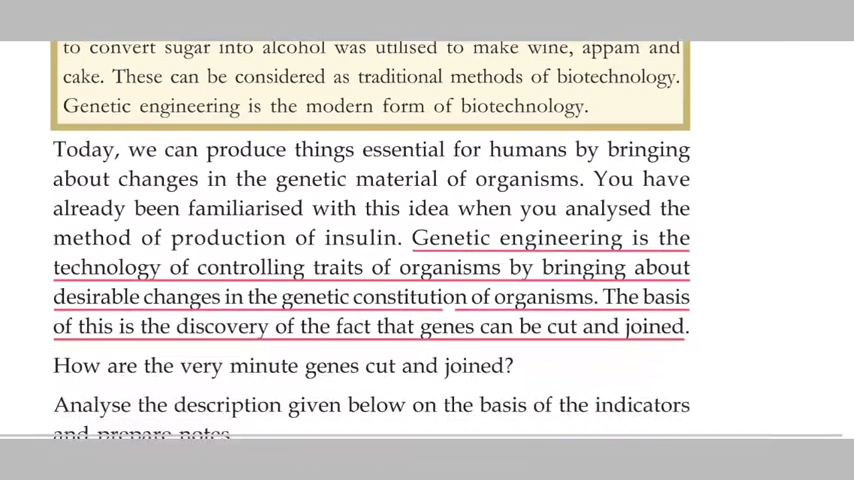 to convert sugar into alcohol was utilised to make wine, appam and
cake. These can be considered as traditional methods of biotechnology.
Genetic engineering is the modern form of biotechnology.
Today, we can produce things essential for humans by bringing
about changes in the genetic material of organisms. You have
already been familiarised with this idea when you analysed the
method of production of insulin. Genetic engineering is the
technology of controlling traits of organisms by bringing about
desirable changes in the genetic constitution of organisms. The basis
of this is the discovery of the fact that genes can be cut and joined.
How are the very minute genes cut and joined?
Analyse the description given below on the basis of the indicators
and prepare notes.